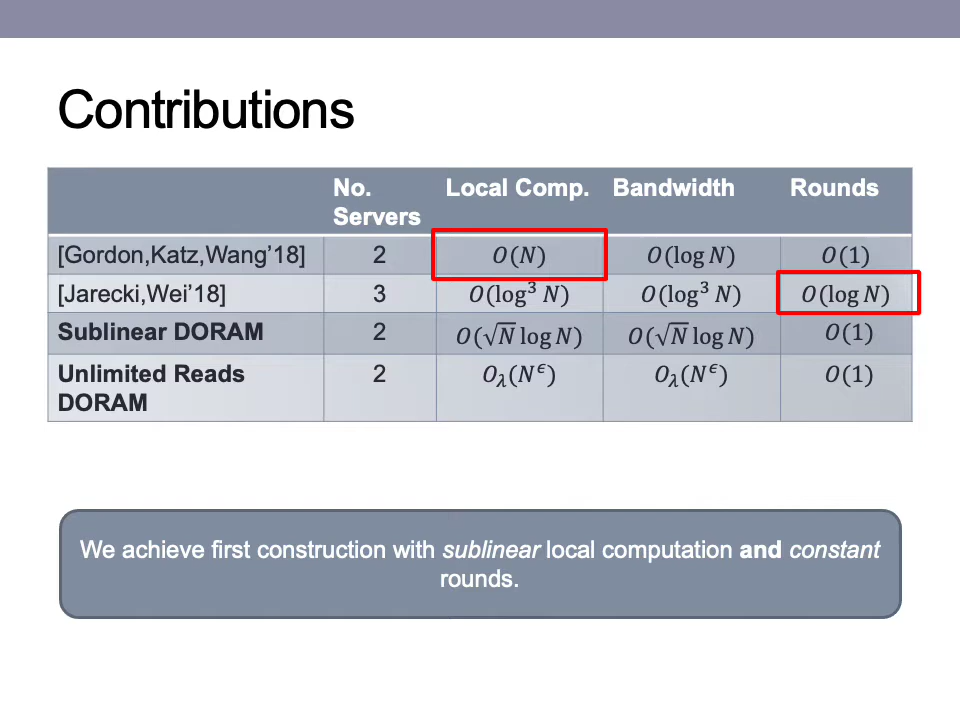 Contributions
No. Servers | Local Comp. | Bandwidth | Rounds
[Gordon,Katz,Wang’18] | 2 | O(N) | O(log N) | O(1)
[Jarecki,Wei’18] | 3 | O(log³ N) | O(log³ N) | O(log N)
Sublinear DORAM | 2 | O(√N log N) | O(√N log N) | O(1)
Unlimited Reads DORAM | 2 | O_λ(N^ϵ) | O_λ(N^ϵ) | O(1)
We achieve first construction with sublinear local computation and constant
rounds.